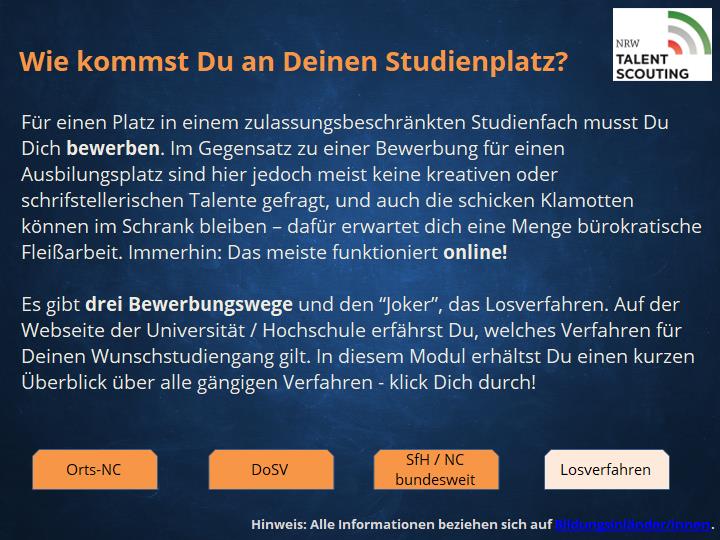 Wie kommst Du an Deinen Studienplatz?
NRW
TALENT
SCOUTING
Für einen Platz in einem zulassungsbeschränkten Studienfach musst Du
Dich bewerben. Im Gegensatz zu einer Bewerbung für einen
Ausbilungsplatz sind hier jedoch meist keine kreativen oder
schrifstellerischen Talente gefragt, und auch die schicken Klamotten
können im Schrank bleiben – dafür erwartet dich eine Menge bürokratische
Fleißarbeit. Immerhin: Das meiste funktioniert online!
Es gibt drei Bewerbungswege und den “Joker”, das Losverfahren. Auf der
Webseite der Universität / Hochschule erfährst Du, welches Verfahren für
Deinen Wunschstudiengang gilt. In diesem Modul erhältst Du einen kurzen
Überblick über alle gängigen Verfahren - klick Dich durch!
Orts-NC
DoSV
SfH / NC
bundesweit
Losverfahren
Hinweis: Alle Informationen beziehen sich auf Bildungsinländer/innen.